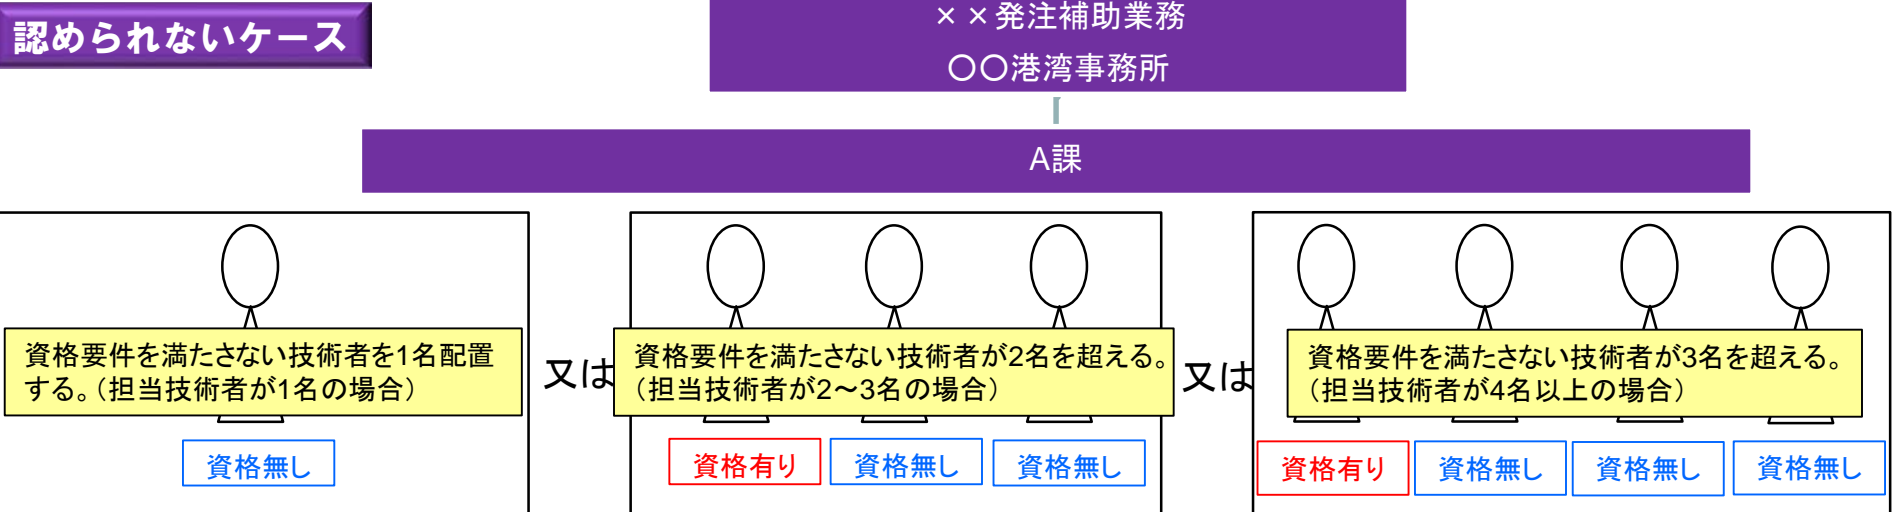 認められないケース
××発注補助業務
〇〇港湾事務所
A課
資格要件を満たさない技術者を1名配置
する。（担当技術者が1名の場合）
資格無し
又は
資格要件を満たさない技術者が2名を超える。
（担当技術者が2～3名の場合）
資格有り 資格無し 資格無し
又は
資格要件を満たさない技術者が3名を超える。
（担当技術者が4名以上の場合）
資格有り 資格無し 資格無し 資格無し